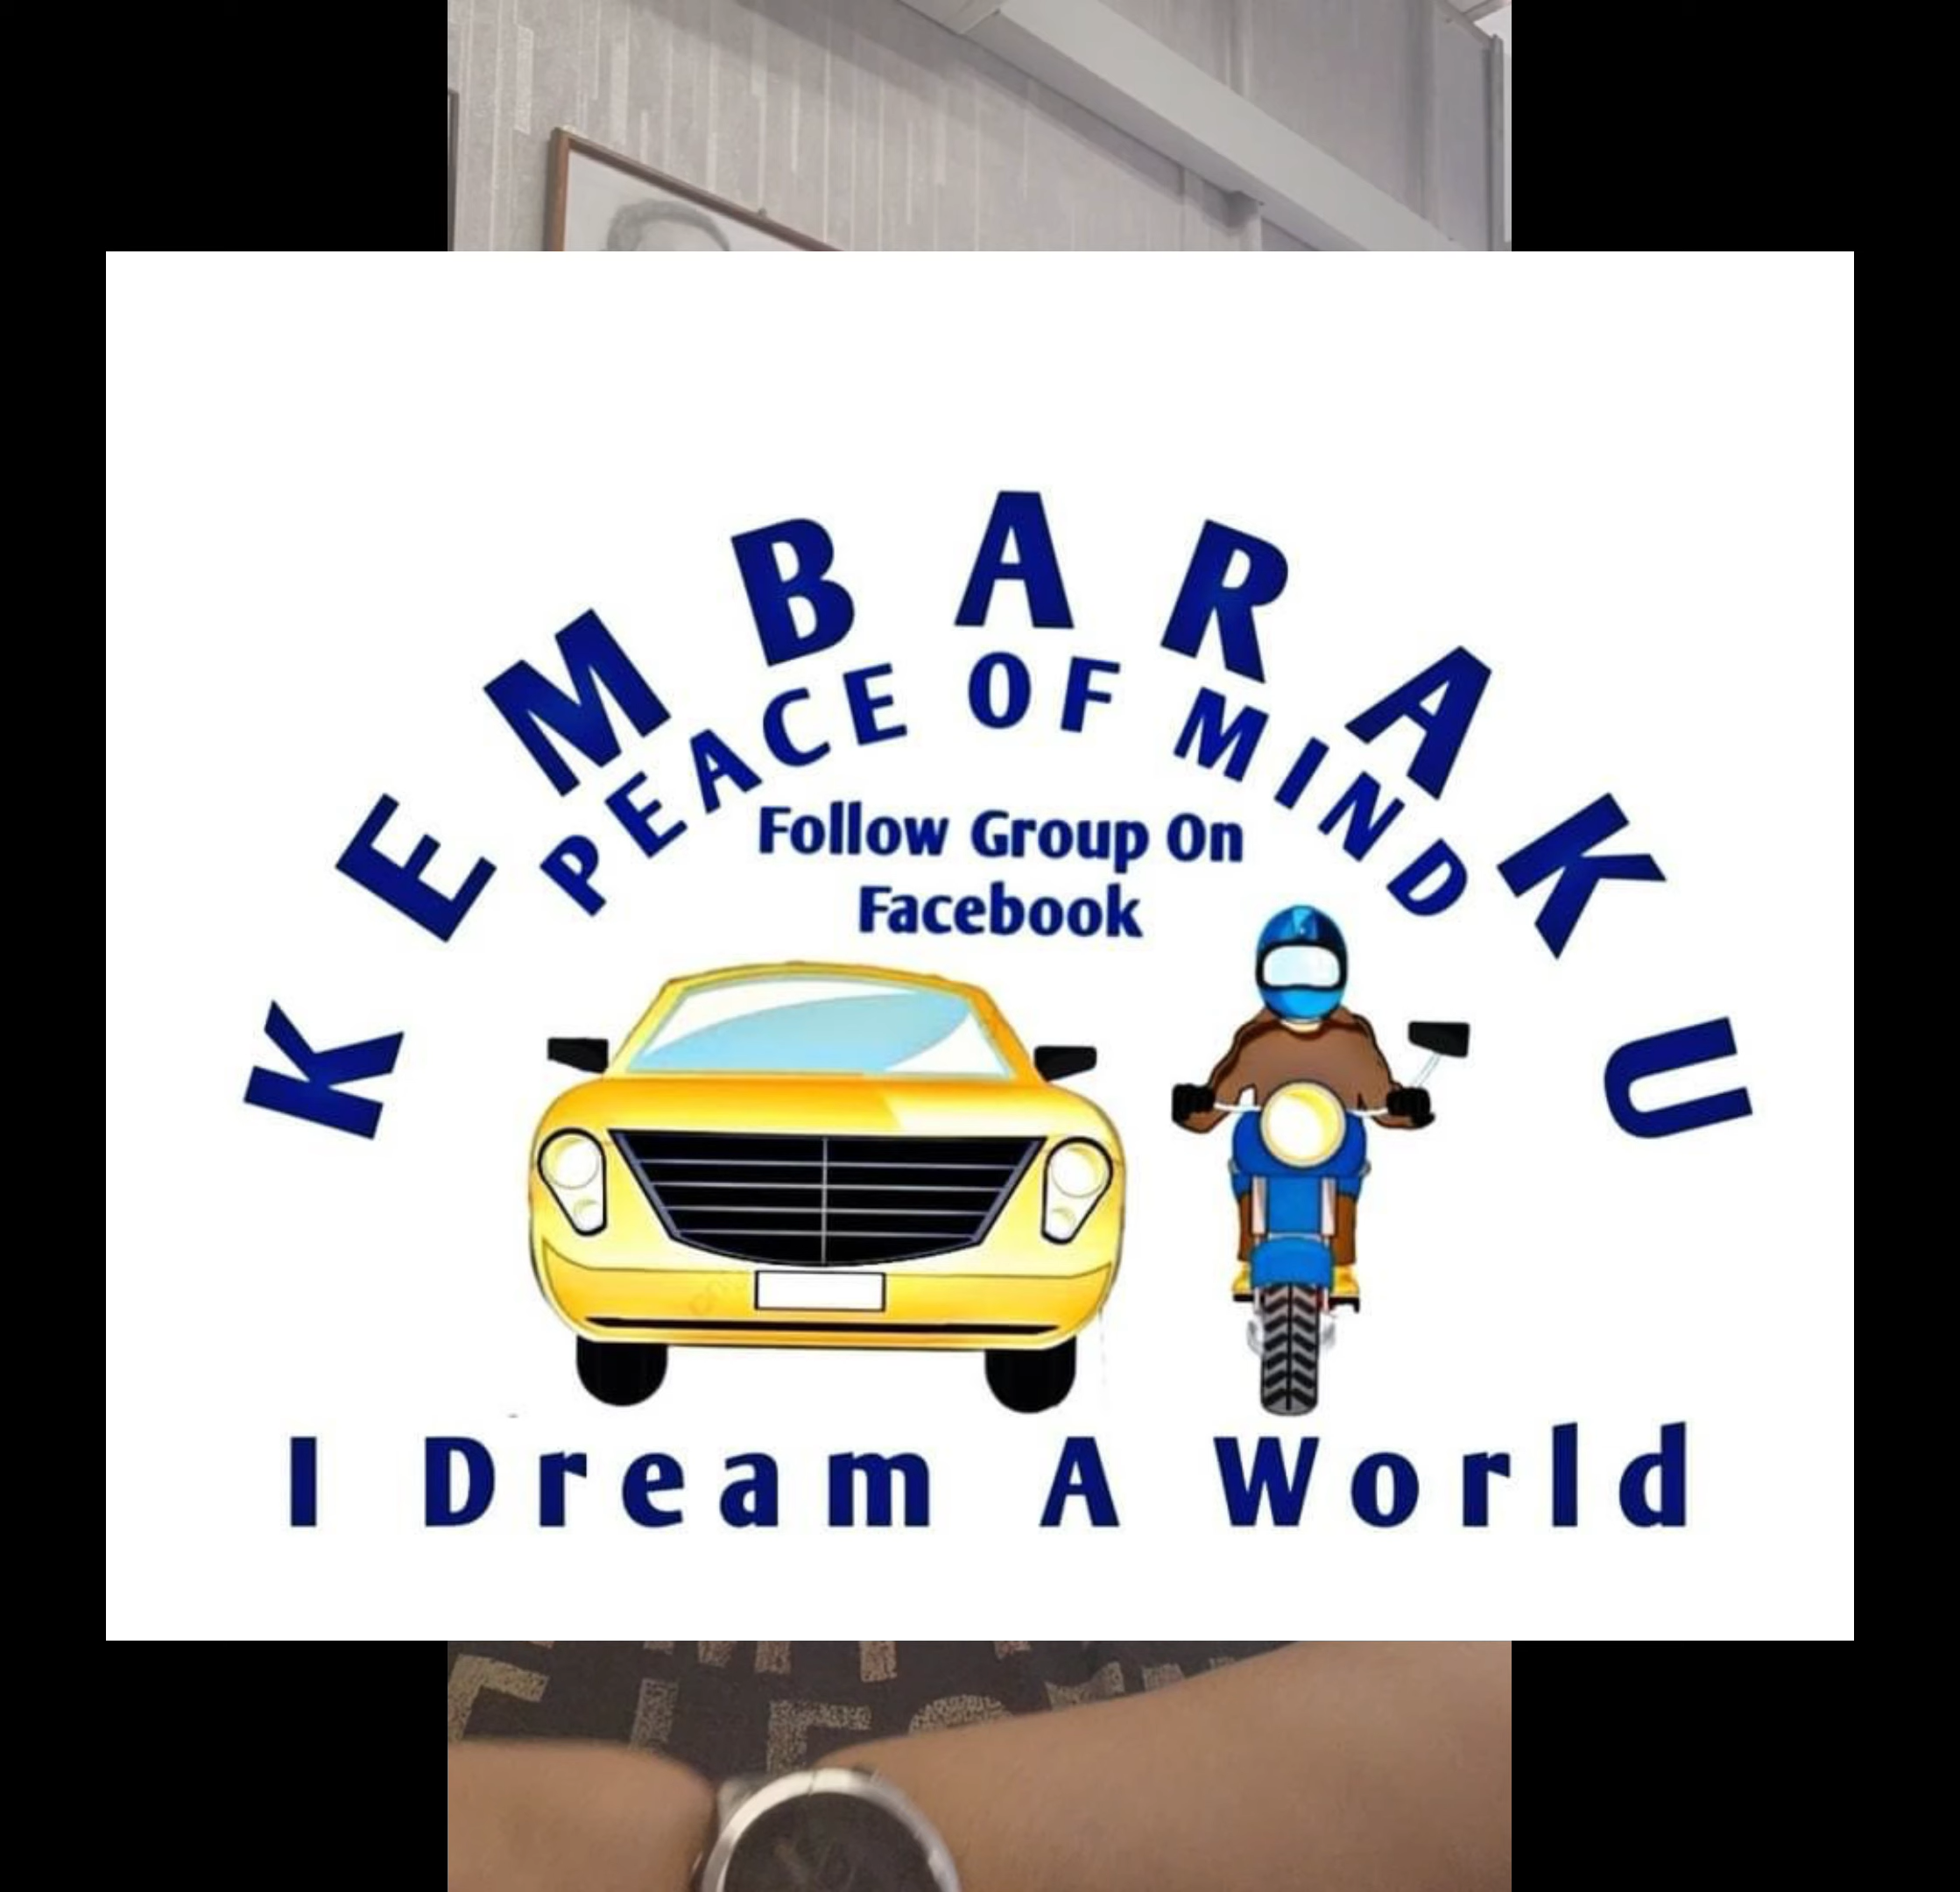 KEMBARAKU
PEACE OF MIND
Follow Group On
Facebook
I Dream A World